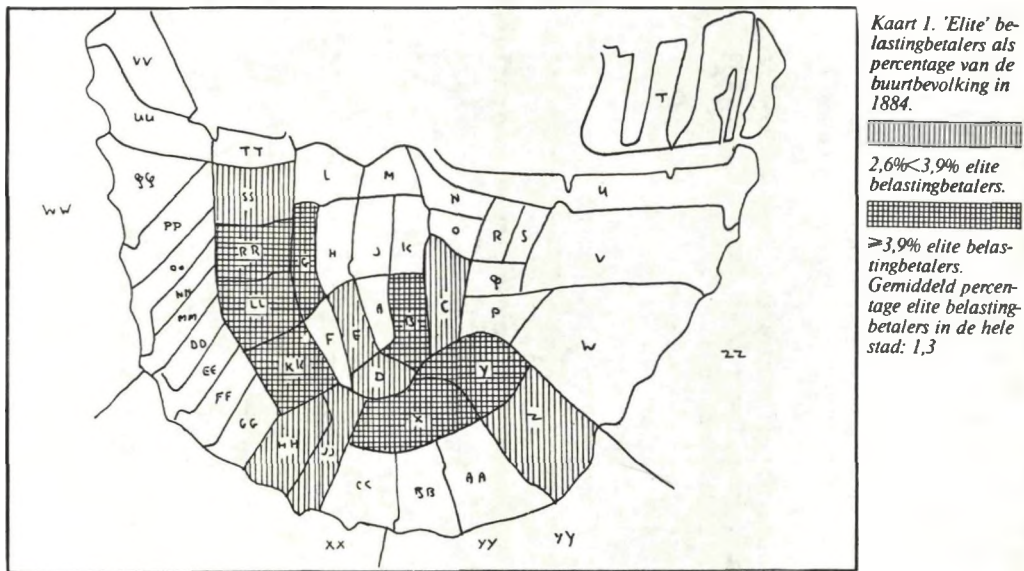 Kaart 1. 'Elite' be-
lastingbetalers als
percentage van de
buurtbevolking in
1884.
2,6%<3,9% elite
belastingbetalers.
≥3,9% elite belas-
tingbetalers.
Gemiddeld percen-
tage elite belasting-
betalers in de hele
stad: 1,3
VV
UU
TT
T
L
M
U
QQ
SS
N
WW
PP
O
R
S
RR
G
H
J
K
V
OO
Q
NN
LL
C
MM
A
B
P
DD
F
E
W
ZZ
EE
KK
D
Y
FF
X
Z
GG
HH
JJ
CC
BB
AA
XX
YY
YY